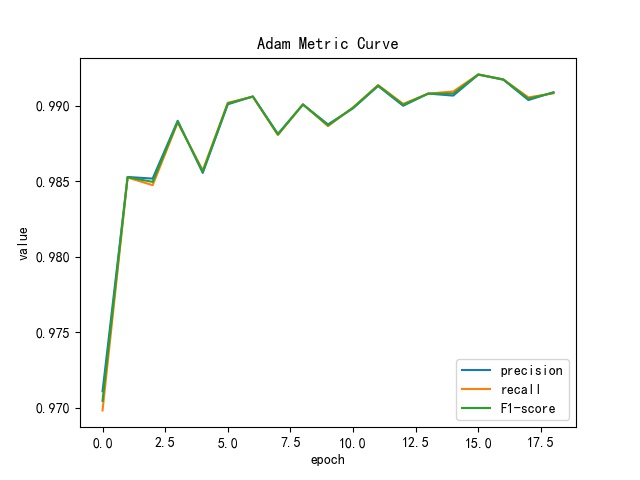 Adam Metric Curve
value
0.990
0.985
0.980
0.975
0.970
0.0 2.5 5.0 7.5 10.0 12.5 15.0 17.5
epoch
precision
recall
F1-score